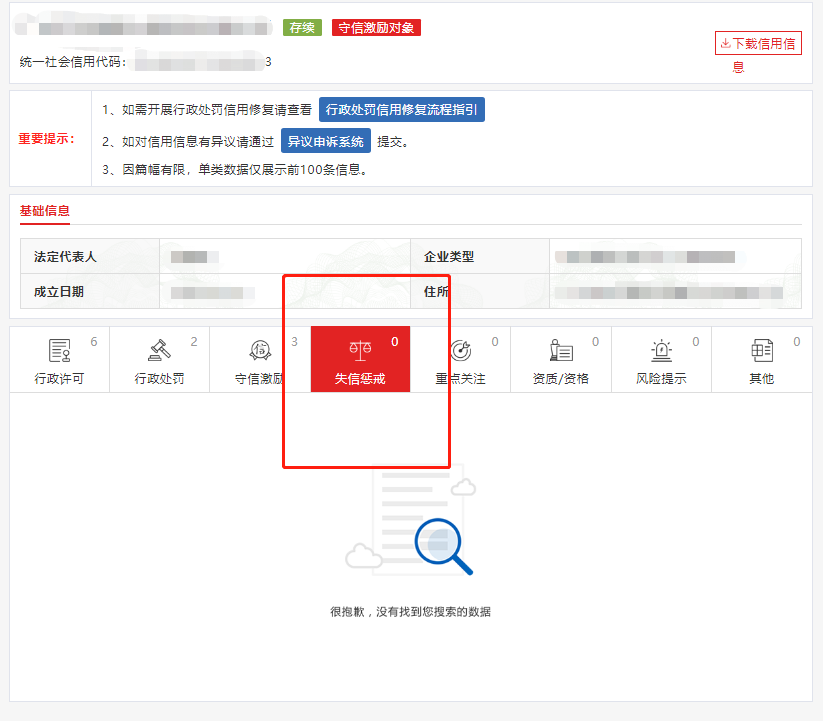 存续 守信激励对象
下载信用信息
统一社会信用代码： 3
重要提示：
1、如需开展行政处罚信用修复请查看 行政处罚信用修复流程指引
2、如对信用信息有异议请通过 异议申诉系统 提交。
3、因篇幅有限，单类数据仅展示前100条信息。
基础信息
法定代表人 企业类型
成立日期 住所
6 2 3 0 0 0 0 0
行政许可 行政处罚 守信激励 失信惩戒 重点关注 资质/资格 风险提示 其他
很抱歉，没有找到您搜索的数据